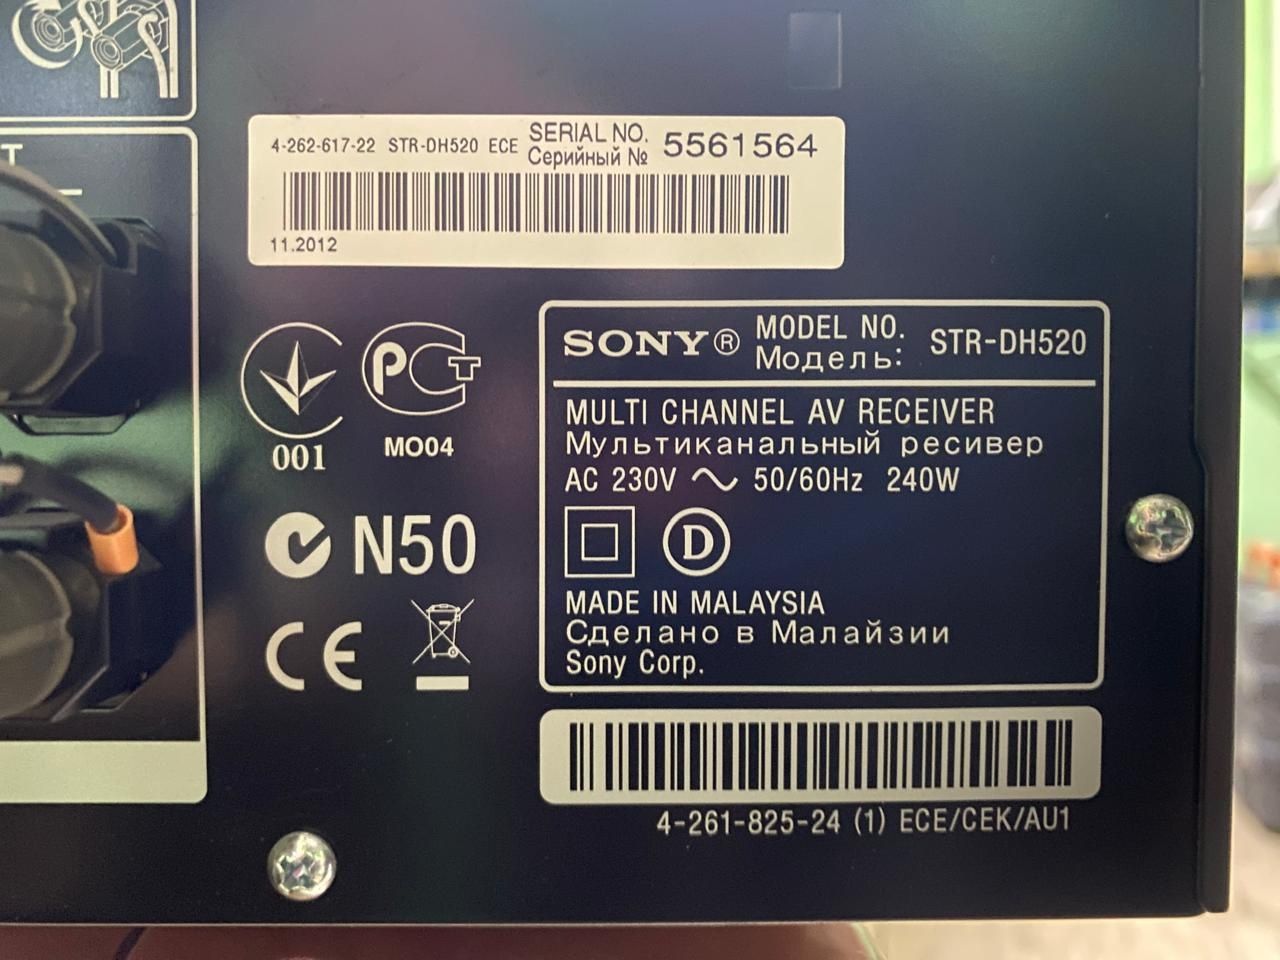 T
4-262-617-22 STR-DH520 ECE SERIAL NO. 5561564
Серийный №
11.2012
SONY® MODEL NO. STR-DH520
Модель:
MULTI CHANNEL AV RECEIVER
Мультиканальный ресивер
AC 230V ~ 50/60Hz 240W
D
MADE IN MALAYSIA
Сделано в Малайзии
Sony Corp.
001
РСТ
МО04
N50
CE
4-261-825-24 (1) ECE/CEK/AU1